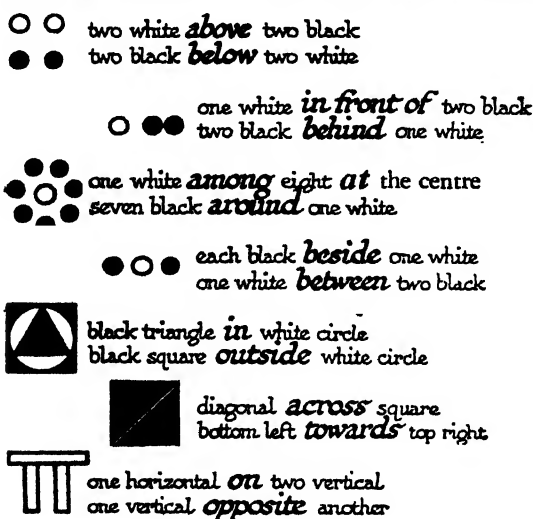 two white above two black
two black below two white
one white in front of two black
two black behind one white
one white among eight at the centre
seven black around one white
each black beside one white
one white between two black
black triangle in white circle
black square outside white circle
diagonal across square
bottom left towards top right
one horizontal on two vertical
one vertical opposite another